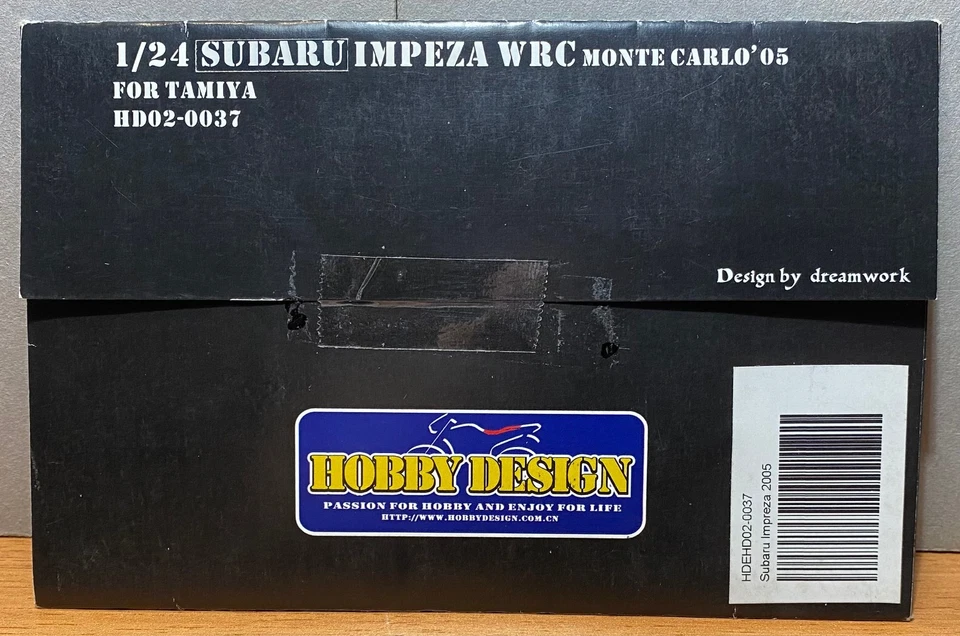 1/24 SUBARU IMPEZA WRC MONTE CARLO'05
FOR TAMIYA
HD02-0037
Design by dreamwork
HOBBY DESIGN
PASSION FOR HOBBY AND ENJOY FOR LIFE
HTTP://WWW.HOBBYDESIGN.COM.CN
HDEHD02-0037
Subaru Impreza 2005